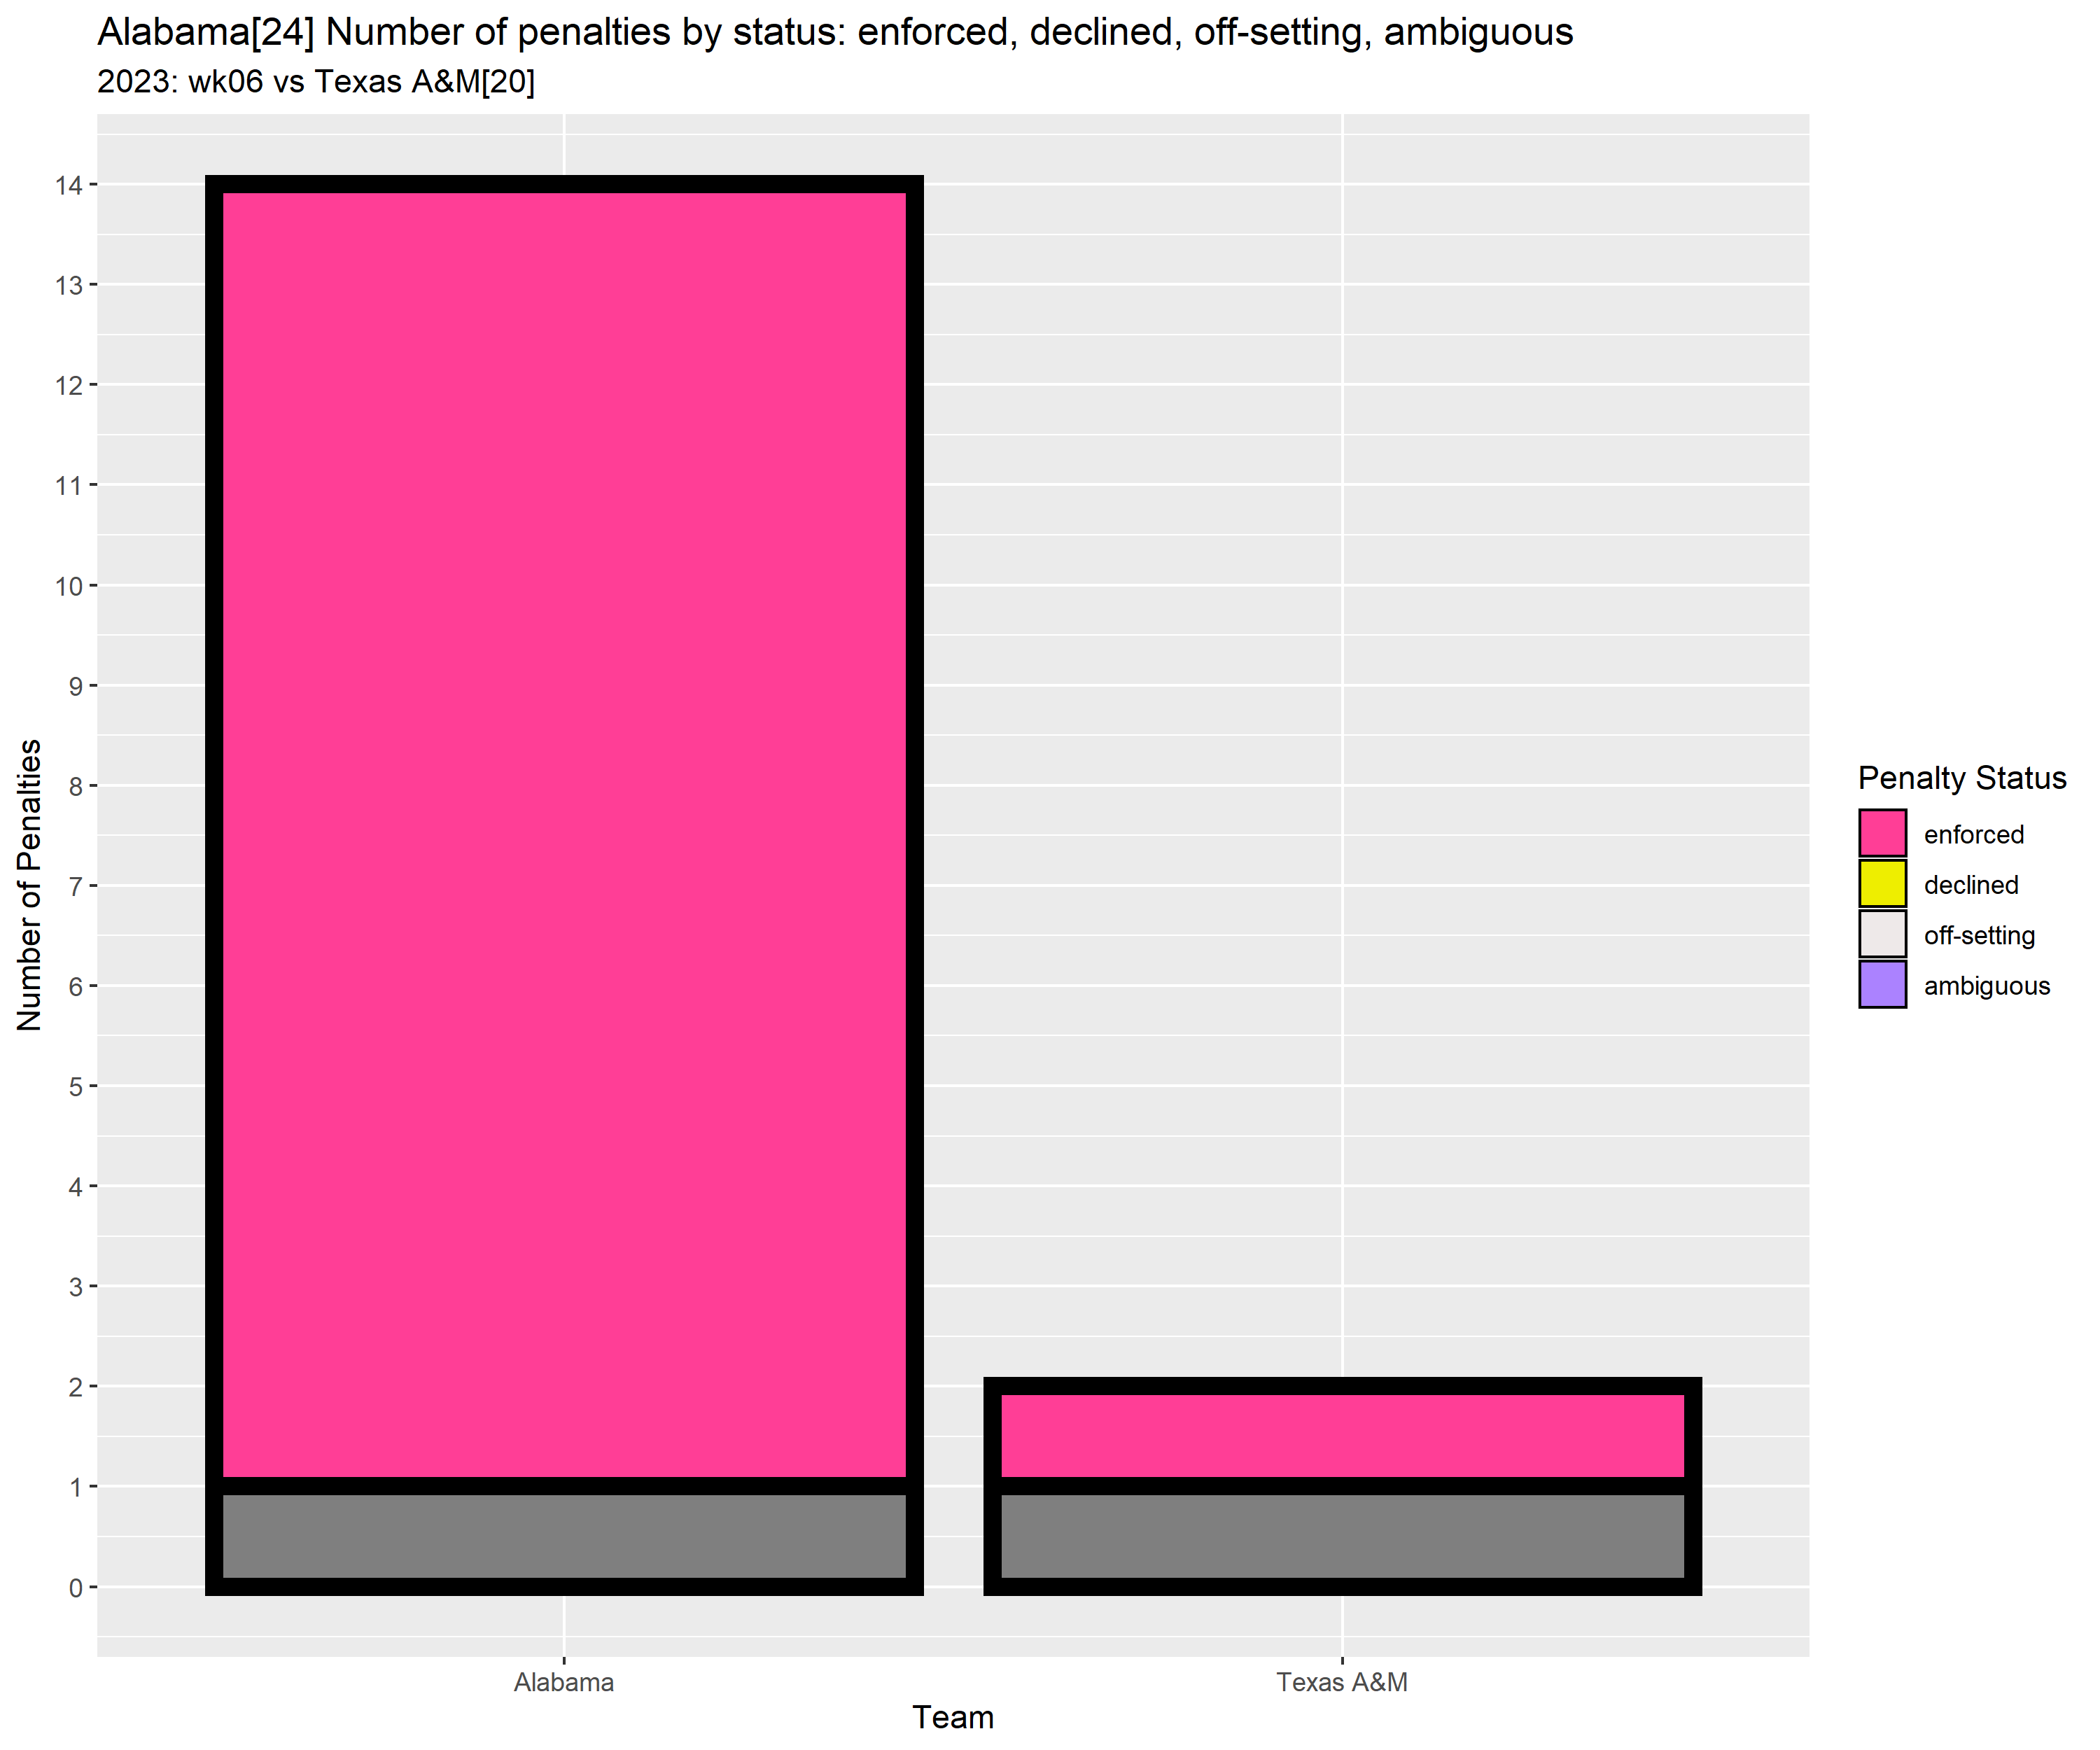 Alabama[24] Number of penalties by status: enforced, declined, off-setting, ambiguous
2023: wk06 vs Texas A&M[20]
Number of Penalties
14
13
12
11
10
9
8
7
6
5
4
3
2
1
0
Alabama
Texas A&M
Team
Penalty Status
enforced
declined
off-setting
ambiguous